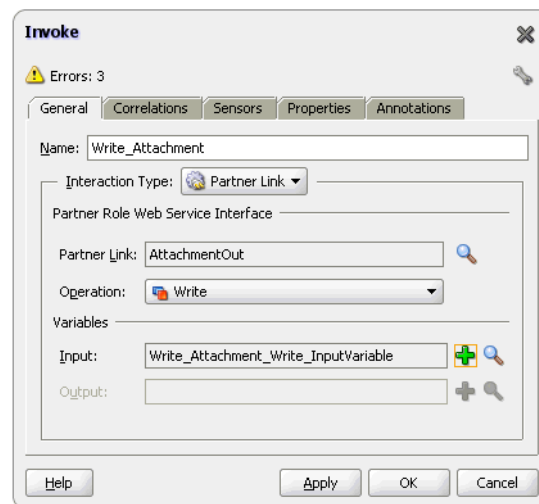 Invoke
Errors: 3
General Correlations Sensors Properties Annotations
Name: Write_Attachment
Interaction Type: Partner Link
Partner Role Web Service Interface
Partner Link: AttachmentOut
Operation: Write
Variables
Input: Write_Attachment_Write_InputVariable
Output:
Help Apply OK Cancel